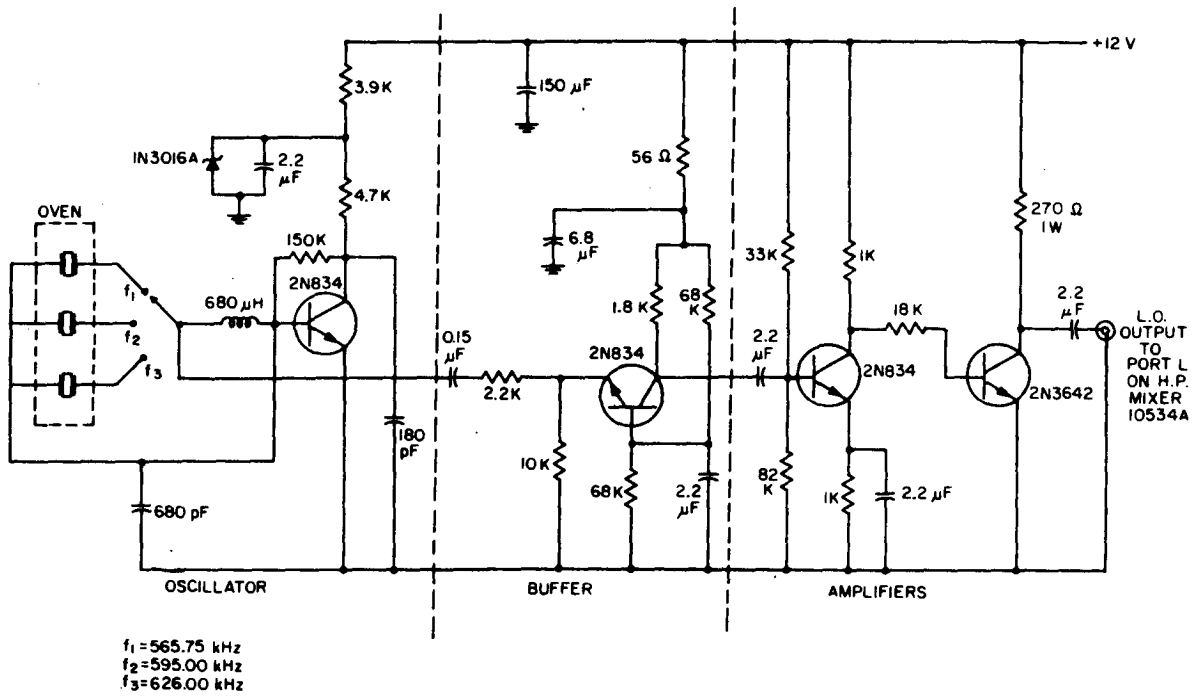 +12 V
3.9K
150 µF
IN3016A
2.2
µF
4.7K
56 Ω
OVEN
150K
6.8
µF
33K
1K
270 Ω
1W
f1
f2
f3
680 µH
2N834
1.8 K
68
K
18K
2.2
µF
L.O.
OUTPUT
TO
PORT L
ON H.P.
MIXER
10534A
0.15
µF
2.2K
2N834
2.2
µF
2N834
2N3642
180
pF
10K
68K
2.2
µF
82
K
1K
2.2 µF
680 pF
OSCILLATOR
BUFFER
AMPLIFIERS
f1=565.75 kHz
f2=595.00 kHz
f3=626.00 kHz